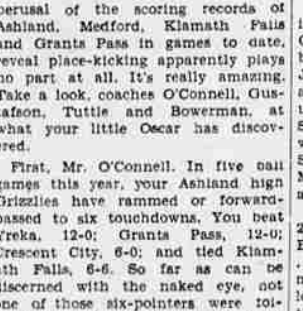 perusal of the scoring records of
Ashland, Medford, Klamath Falls
and Grants Pass in games to date,
reveal place-kicking apparently plays
no part at all. It's really amazing.
Take a look, coaches O'Connell, Gus-
tafson, Tuttle and Bowerman, at
what your little Oscar has discov-
ered.
First, Mr. O'Connell. In five ball
games this year, your Ashland high
Grizzlies have rammed or forward-
passed to six touchdowns. You beat
Yreka, 12-0; Grants Pass, 12-0;
Crescent City, 6-0; and tied Klam-
ath Falls, 6-6. So far as can be
discerned with the naked eye, not
one of those six-pointers were fol-